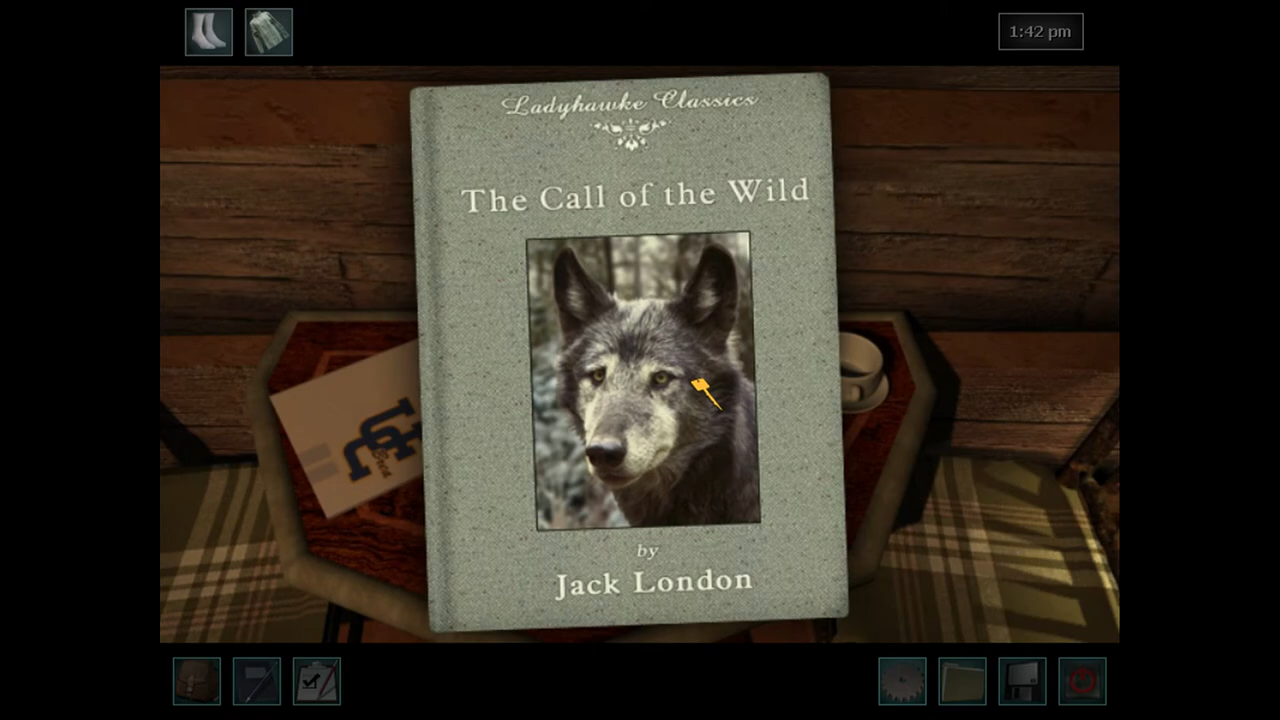 1:42 pm
Ladyhawke Classics
The Call of the Wild
by
Jack London